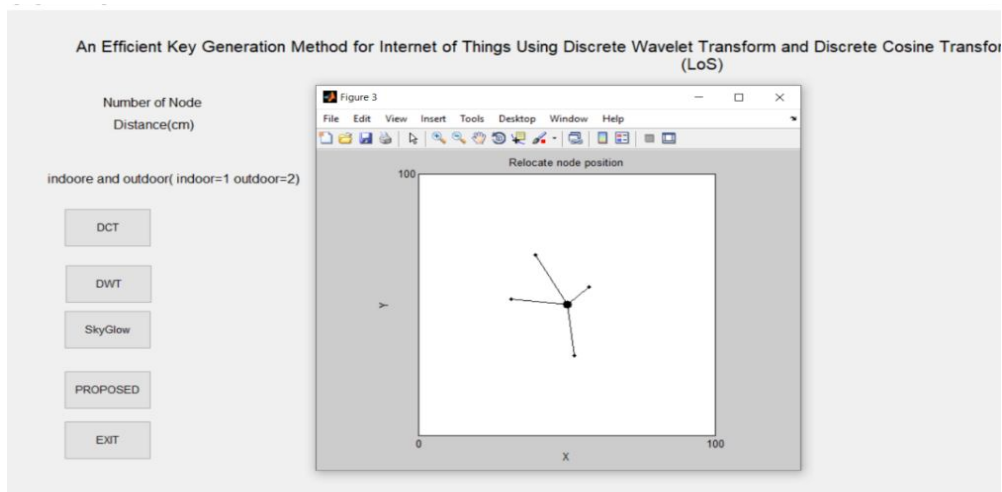 An Efficient Key Generation Method for Internet of Things Using Discrete Wavelet Transform and Discrete Cosine Transfor
(LoS)
Number of Node
Distance(cm)
indoore and outdoor( indoor=1 outdoor=2)
DCT
DWT
SkyGlow
PROPOSED
EXIT
Figure 3
File Edit View Insert Tools Desktop Window Help
Relocate node position
100
Y
0 100
X